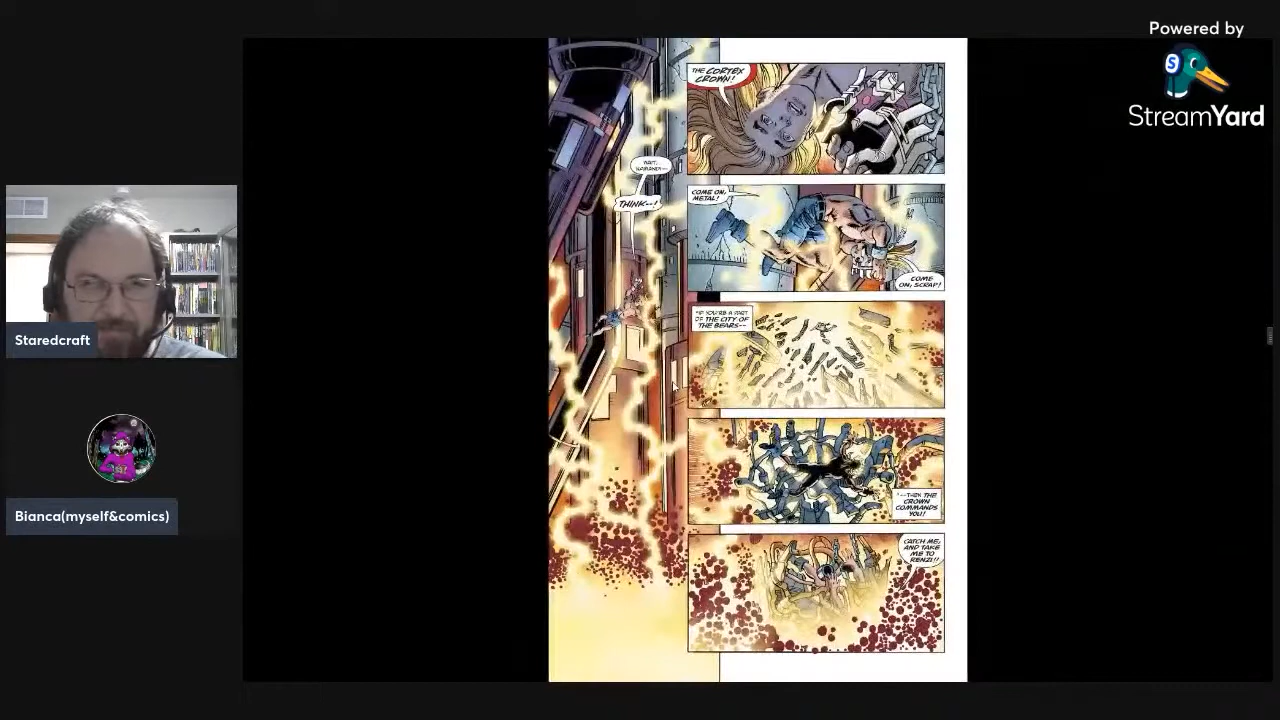 Powered by
StreamYard
Staredcraft
Bianca(myself&comics)
WAIT,
KAMANDI--
THINK--!
THE CORTEX
CROWN!
COME ON,
METAL!
COME
ON, SCRAP!
"IF YOU'RE A PART
OF THE CITY OF
THE BEARS--
"--THEN THE
CROWN
COMMANDS
YOU!
CATCH ME,
AND TAKE
ME TO
RENZI!!